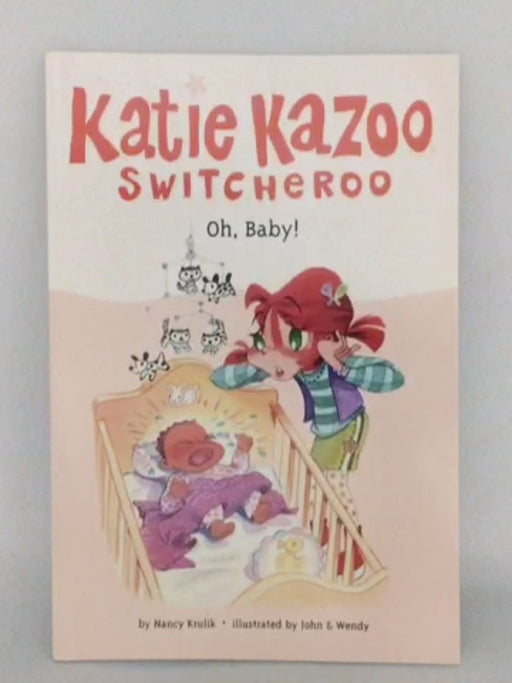 Katie Kazoo
SWITCHEROO
Oh, Baby!
by Nancy Krulik • illustrated by John & Wendy